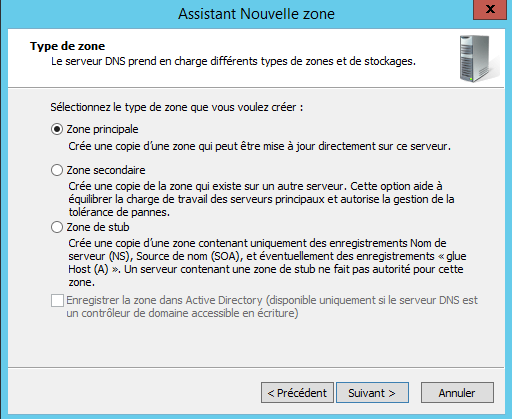 Assistant Nouvelle zone
X
Type de zone
Le serveur DNS prend en charge différents types de zones et de stockages.
Sélectionnez le type de zone que vous voulez créer :
Zone principale
Crée une copie d'une zone qui peut être mise à jour directement sur ce serveur.
Zone secondaire
Crée une copie de la zone qui existe sur un autre serveur. Cette option aide à
équilibrer la charge de travail des serveurs principaux et autorise la gestion de la
tolérance de pannes.
Zone de stub
Crée une copie d'une zone contenant uniquement des enregistrements Nom de
serveur (NS), Source de nom (SOA), et éventuellement des enregistrements « glue
Host (A) ». Un serveur contenant une zone de stub ne fait pas autorité pour cette
zone.
Enregistrer la zone dans Active Directory (disponible uniquement si le serveur DNS est
un contrôleur de domaine accessible en écriture)
< Précédent
Suivant >
Annuler